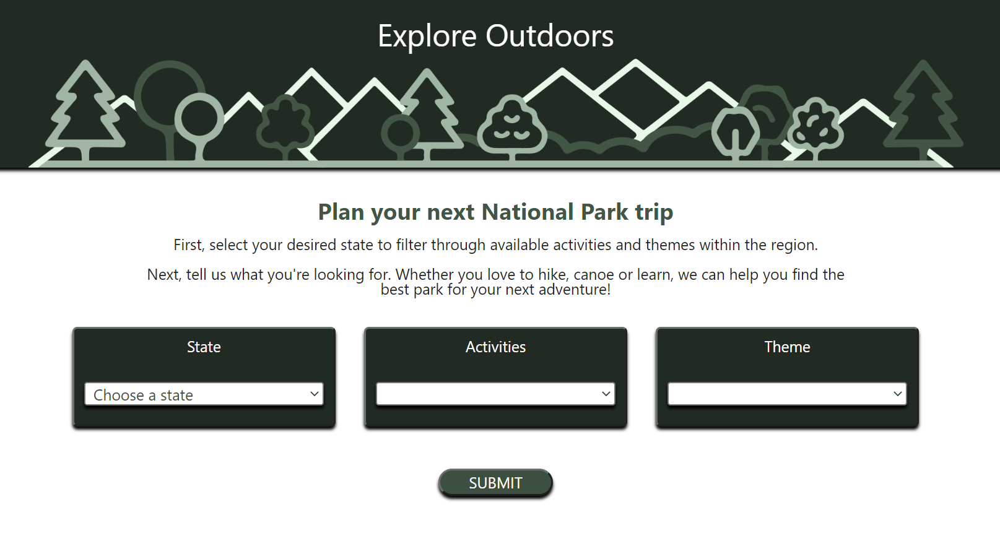 Explore Outdoors
Plan your next National Park trip
First, select your desired state to filter through available activities and themes within the region.
Next, tell us what you're looking for. Whether you love to hike, canoe or learn, we can help you find the
best park for your next adventure!
State
Activities
Theme
Choose a state
SUBMIT